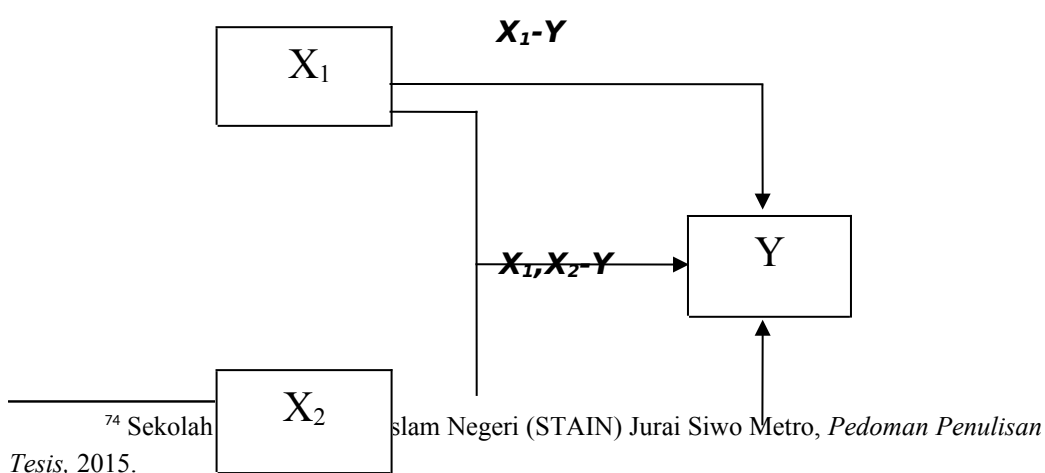 X₁-Y
X₁
Y
X₁,X₂-Y
X₂
⁷⁴ Sekolah slam Negeri (STAIN) Jurai Siwo Metro, Pedoman Penulisan
Tesis, 2015.